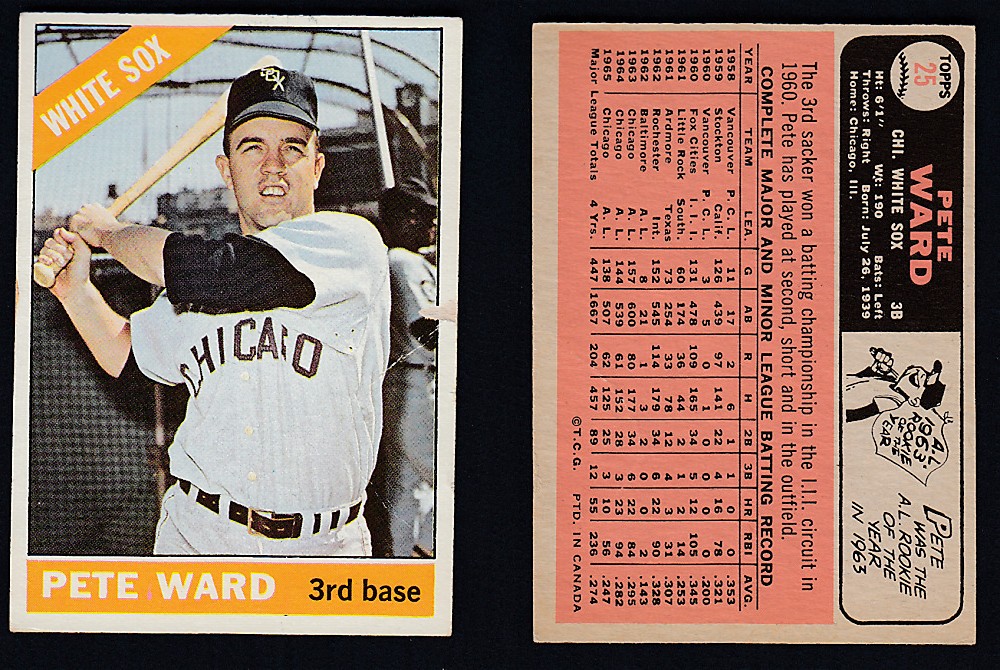 WHITE SOX
SOX
CHICAGO
PETE WARD 3rd base
TOPPS
25
PETE
WARD
CHI. WHITE SOX 3B
Ht: 6'1" Wt: 190 Bats: Left
Throws: Right Born: July 26, 1939
Home: Chicago, Ill.
A.L.
1963
ROOKIE
OF THE
YEAR
PETE
WAS THE
A.L. ROOKIE
OF THE
YEAR
IN 1963
The 3rd sacker won a batting championship in the I.I.I. circuit in
1960. Pete has played at second, short and in the outfield.
COMPLETE MAJOR AND MINOR LEAGUE BATTING RECORD
YEAR TEAM LEA. G AB R H 2B 3B HR RBI AVG.
1958 Vancouver P. C. L. 11 17 2 6 1 0 0 0 .353
1959 Stockton Calif. 126 439 97 141 22 4 16 78 .321
1960 Vancouver P. C. L. 3 5 0 1 0 0 0 0 .200
1960 Fox Cities I. I. I. 131 478 109 165 34 5 12 105 .345
1961 Little Rock South. 60 174 36 44 2 1 2 14 .253
1961 Ardmore Texas 73 254 33 78 12 4 3 31 .307
1962 Rochester Int. 152 545 114 179 34 6 22 90 .328
1962 Baltimore A. L. 8 21 1 3 2 0 0 2 .143
1963 Chicago A. L. 157 600 80 177 34 6 22 84 .295
1964 Chicago A. L. 144 539 61 152 28 3 23 94 .282
1965 Chicago A. L. 138 507 62 125 25 3 10 56 .247
Major League Totals 4 Yrs. 447 1667 204 457 89 12 55 236 .274
©T.C.G. PTD. IN CANADA